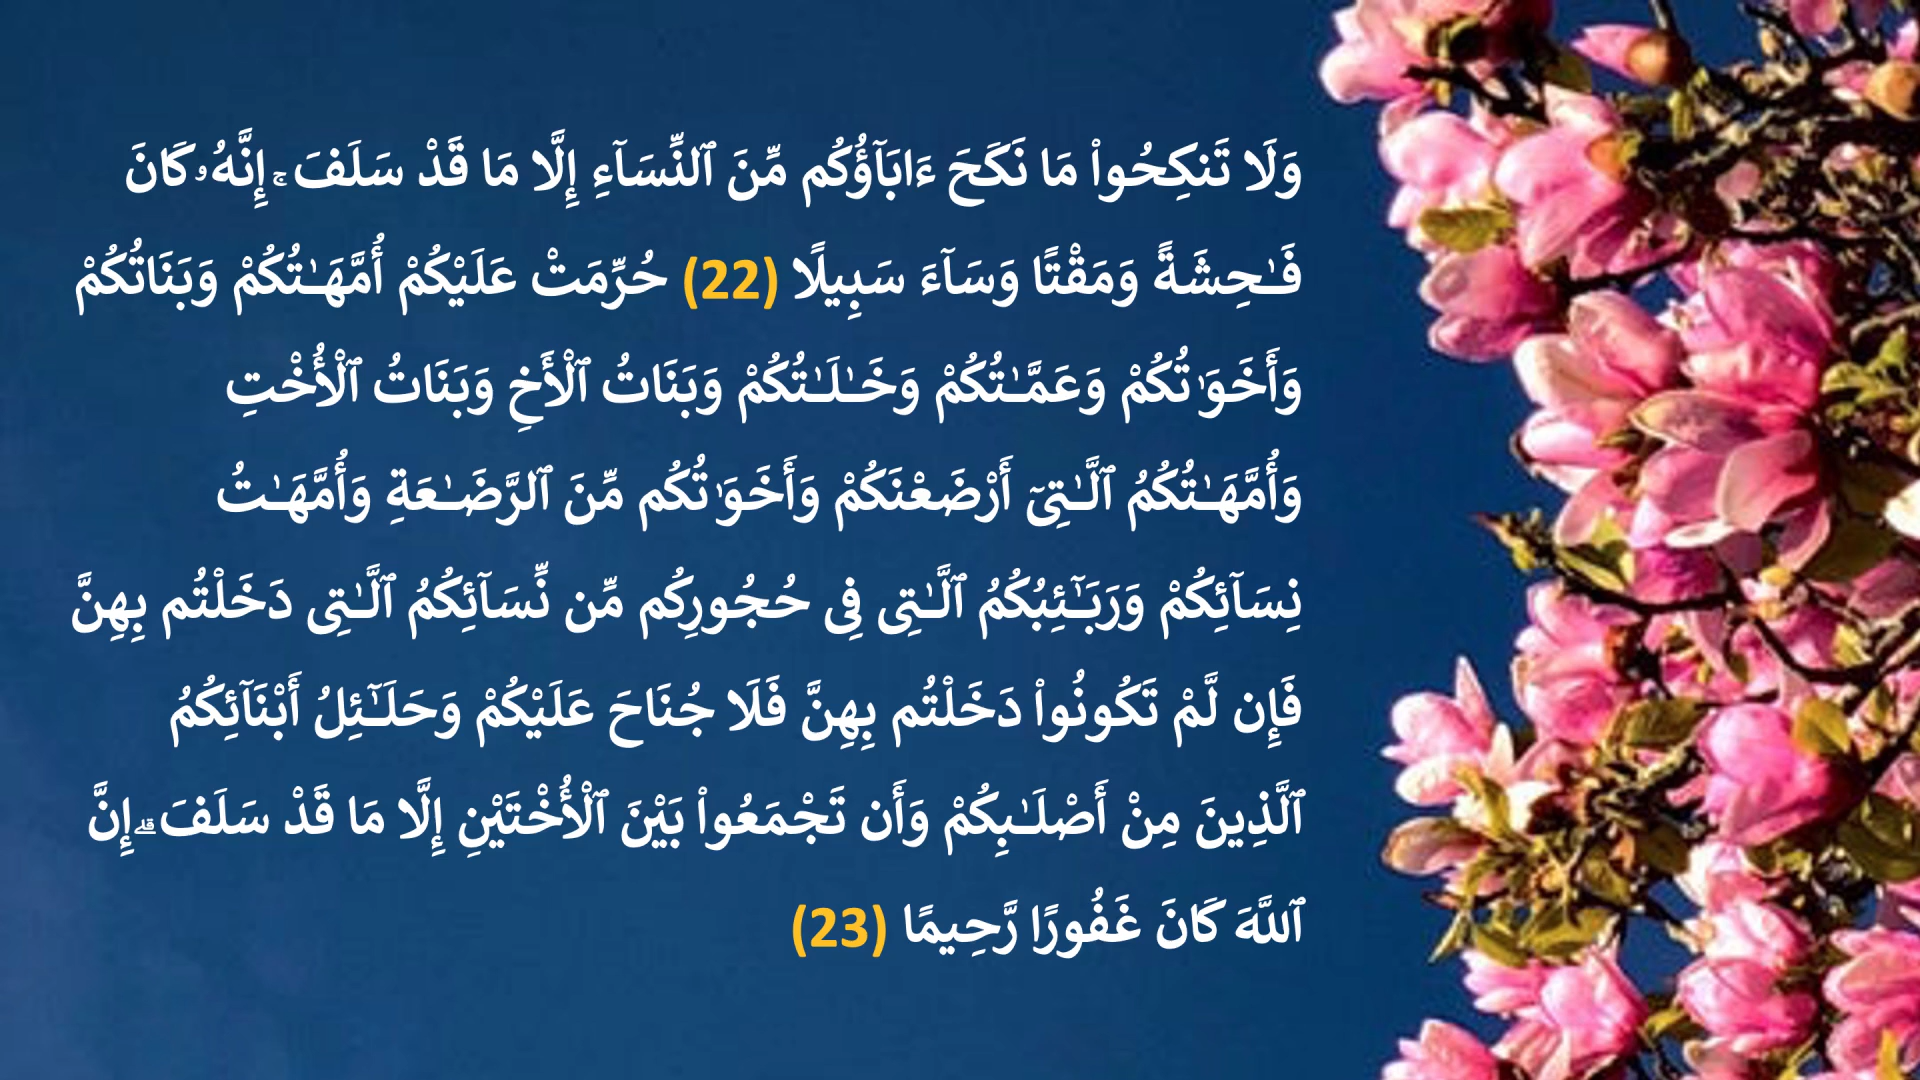 وَلَا تَنكِحُوا۟ مَا نَكَحَ ءَابَآؤُكُم مِّنَ ٱلنِّسَآءِ إِلَّا مَا قَدْ سَلَفَ ۚ إِنَّهُۥ كَانَ
فَـٰحِشَةً وَمَقْتًا وَسَآءَ سَبِيلًا (22) حُرِّمَتْ عَلَيْكُمْ أُمَّهَـٰتُكُمْ وَبَنَاتُكُمْ
وَأَخَوَٰتُكُمْ وَعَمَّـٰتُكُمْ وَخَـٰلَـٰتُكُمْ وَبَنَاتُ ٱلْأَخِ وَبَنَاتُ ٱلْأُخْتِ
وَأُمَّهَـٰتُكُمُ ٱلَّـٰتِىٓ أَرْضَعْنَكُمْ وَأَخَوَٰتُكُم مِّنَ ٱلرَّضَـٰعَةِ وَأُمَّهَـٰتُ
نِسَآئِكُمْ وَرَبَـٰٓئِبُكُمُ ٱلَّـٰتِى فِى حُجُورِكُم مِّن نِّسَآئِكُمُ ٱلَّـٰتِى دَخَلْتُم بِهِنَّ
فَإِن لَّمْ تَكُونُوا۟ دَخَلْتُم بِهِنَّ فَلَا جُنَاحَ عَلَيْكُمْ وَحَلَـٰٓئِلُ أَبْنَآئِكُمُ
ٱلَّذِينَ مِنْ أَصْلَـٰبِكُمْ وَأَن تَجْمَعُوا۟ بَيْنَ ٱلْأُخْتَيْنِ إِلَّا مَا قَدْ سَلَفَ ۗ إِنَّ
ٱللَّهَ كَانَ غَفُورًا رَّحِيمًا (23)